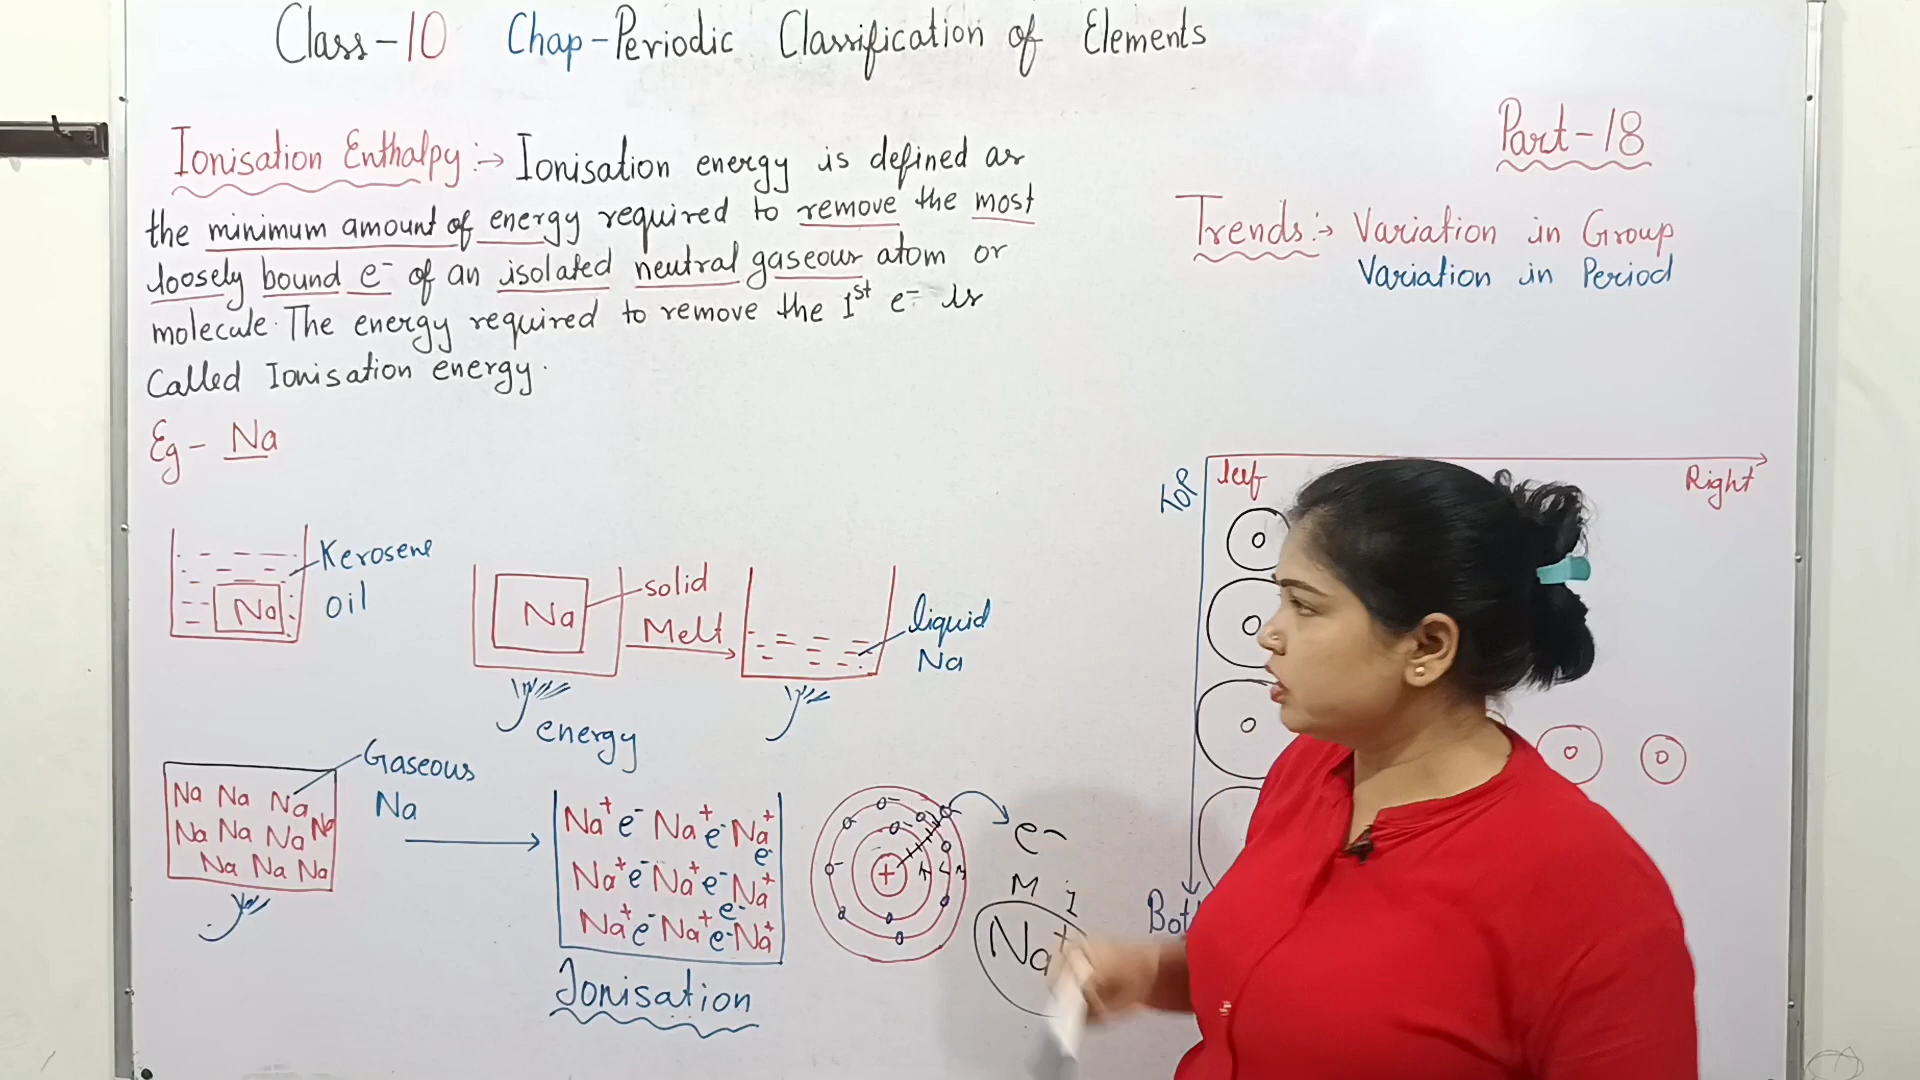 Class-10 Chap-Periodic Classification of Elements
Part-18
Ionisation Enthalpy:→ Ionisation energy is defined as
the minimum amount of energy required to remove the most
loosely bound e⁻ of an isolated neutral gaseous atom or
molecule. The energy required to remove the 1st e⁻ is
Called Ionisation energy.
Trends:→ Variation in Group
Variation in Period
Eg- Na
Kerosene
oil
Na
Na
solid
Melt
energy
liquid
Na
Gaseous
Na
Na Na Na
Na Na Na Na
Na Na Na
Na⁺ e⁻ Na⁺ e⁻ Na⁺
e⁻
Na⁺ e⁻ Na⁺ e⁻ Na⁺
e⁻
Na⁺ e⁻ Na⁺ e⁻ Na⁺
Ionisation
+
K L M
e⁻
M 1
Na⁺
TOP
Right